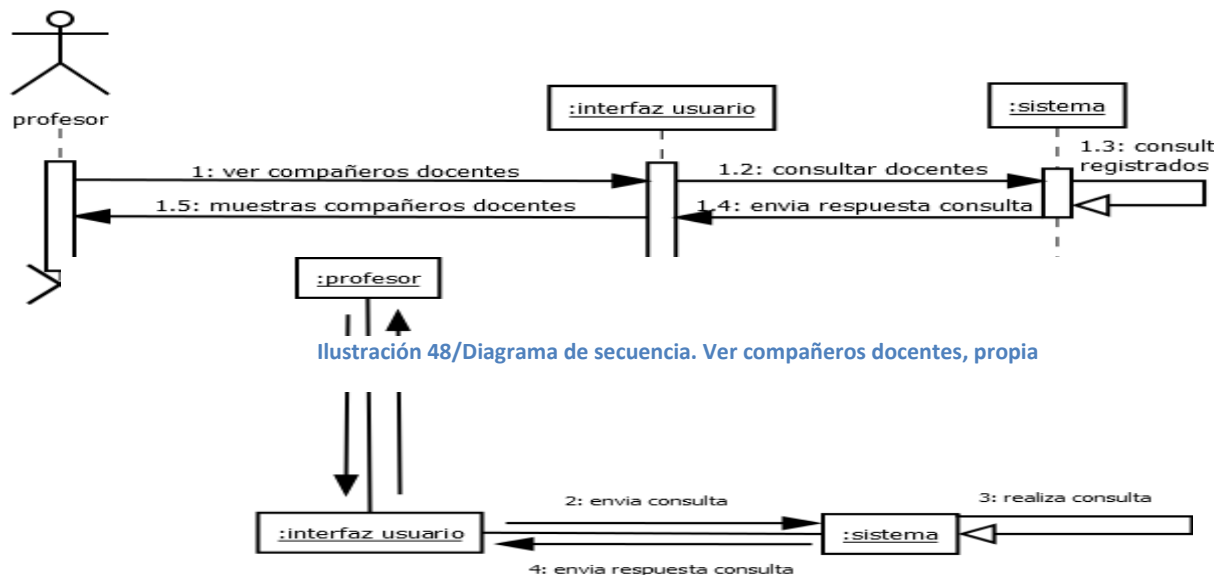 profesor
:interfaz usuario
:sistema
1: ver compañeros docentes
1.2: consultar docentes
1.3: consult
registrados
1.5: muestras compañeros docentes
1.4: envia respuesta consulta
:profesor
Ilustración 48/Diagrama de secuencia. Ver compañeros docentes, propia
2: envia consulta
3: realiza consulta
:interfaz usuario
:sistema
4: envia respuesta consulta